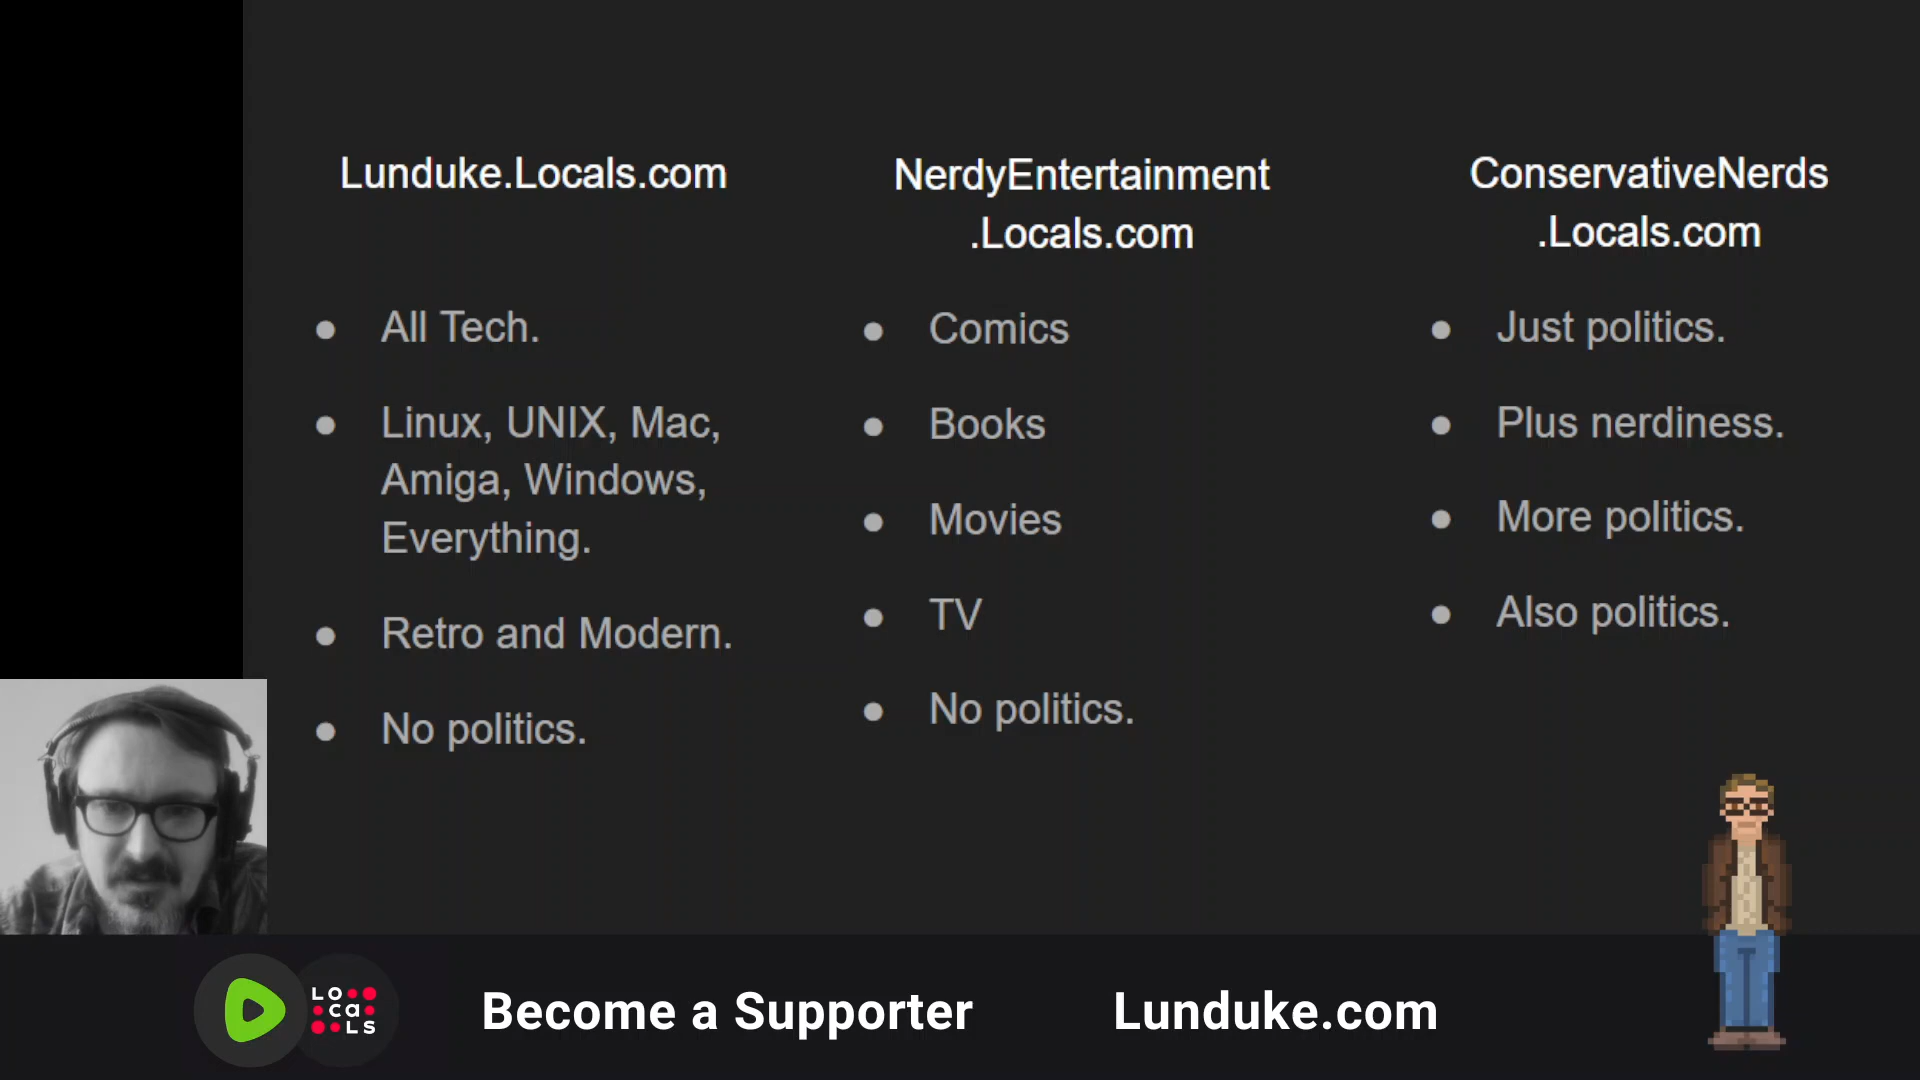 Lunduke.Locals.com
● All Tech.
● Linux, UNIX, Mac,
Amiga, Windows,
Everything.
● Retro and Modern.
● No politics.
NerdyEntertainment
.Locals.com
● Comics
● Books
● Movies
● TV
● No politics.
ConservativeNerds
.Locals.com
● Just politics.
● Plus nerdiness.
● More politics.
● Also politics.
LO
ca
LS
Become a Supporter
Lunduke.com